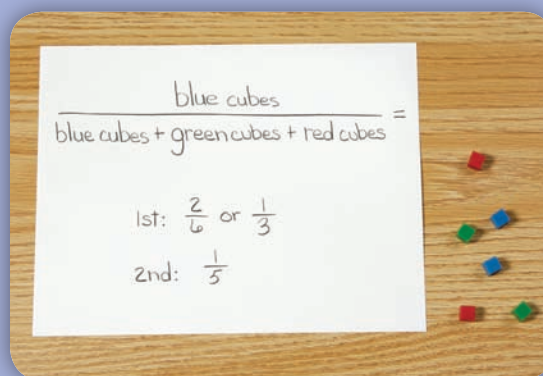 blue cubes
blue cubes + green cubes + red cubes =
1st: 2/6 or 1/3
2nd: 1/5